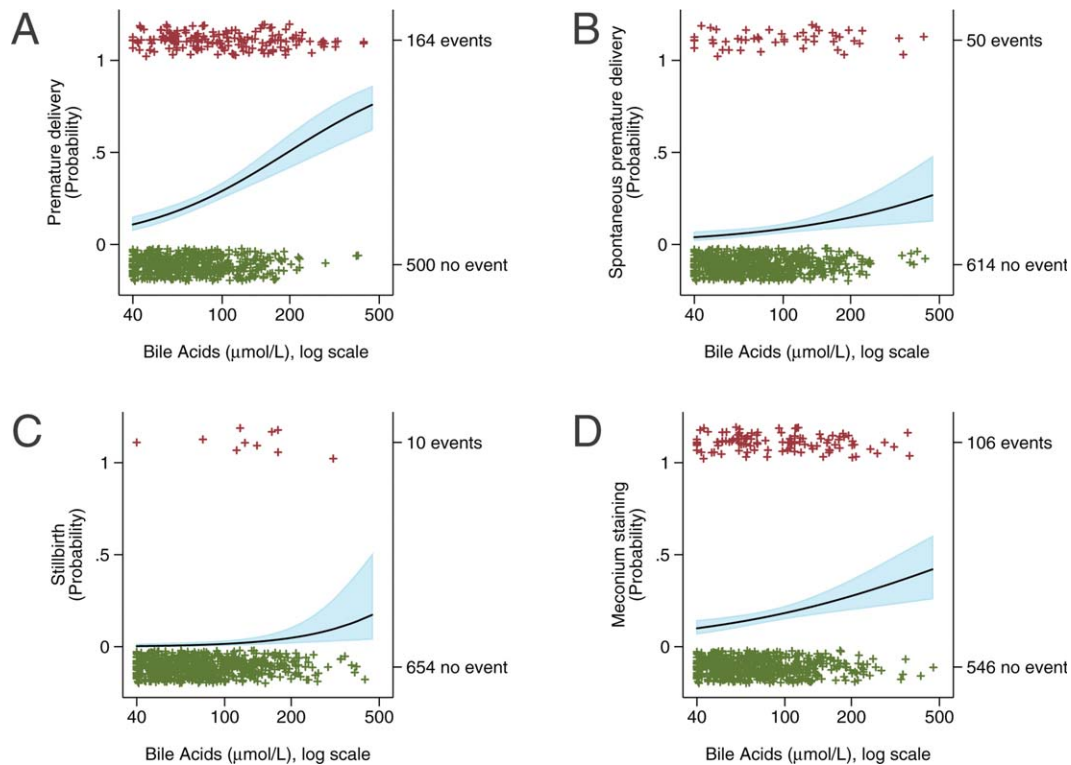 A
Premature delivery
(Probability)
1
.5
0
164 events
500 no event
40
100
200
500
Bile Acids (μmol/L), log scale
B
Spontaneous premature delivery
(Probability)
1
.5
0
50 events
614 no event
40
100
200
500
Bile Acids (μmol/L), log scale
C
Stillbirth
(Probability)
1
.5
0
10 events
654 no event
40
100
200
500
Bile Acids (μmol/L), log scale
D
Meconium staining
(Probability)
1
.5
0
106 events
546 no event
40
100
200
500
Bile Acids (μmol/L), log scale